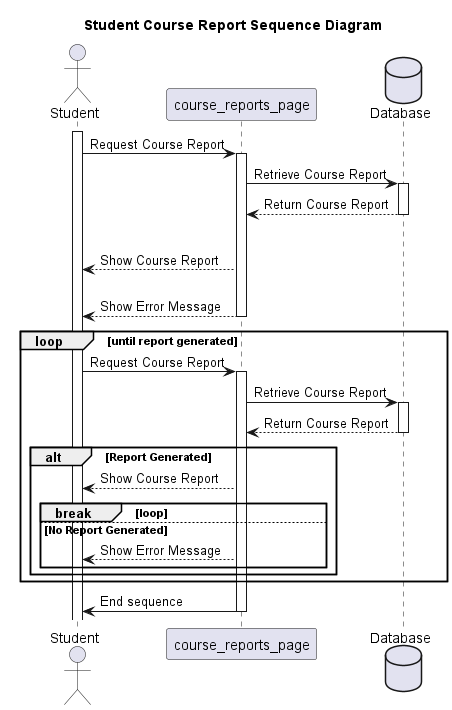 Student Course Report Sequence Diagram
Student
course_reports_page
Database
Request Course Report
Retrieve Course Report
Return Course Report
Show Course Report
Show Error Message
loop [until report generated]
Request Course Report
Retrieve Course Report
Return Course Report
alt [Report Generated]
Show Course Report
break [loop]
[No Report Generated]
Show Error Message
End sequence
Student
course_reports_page
Database